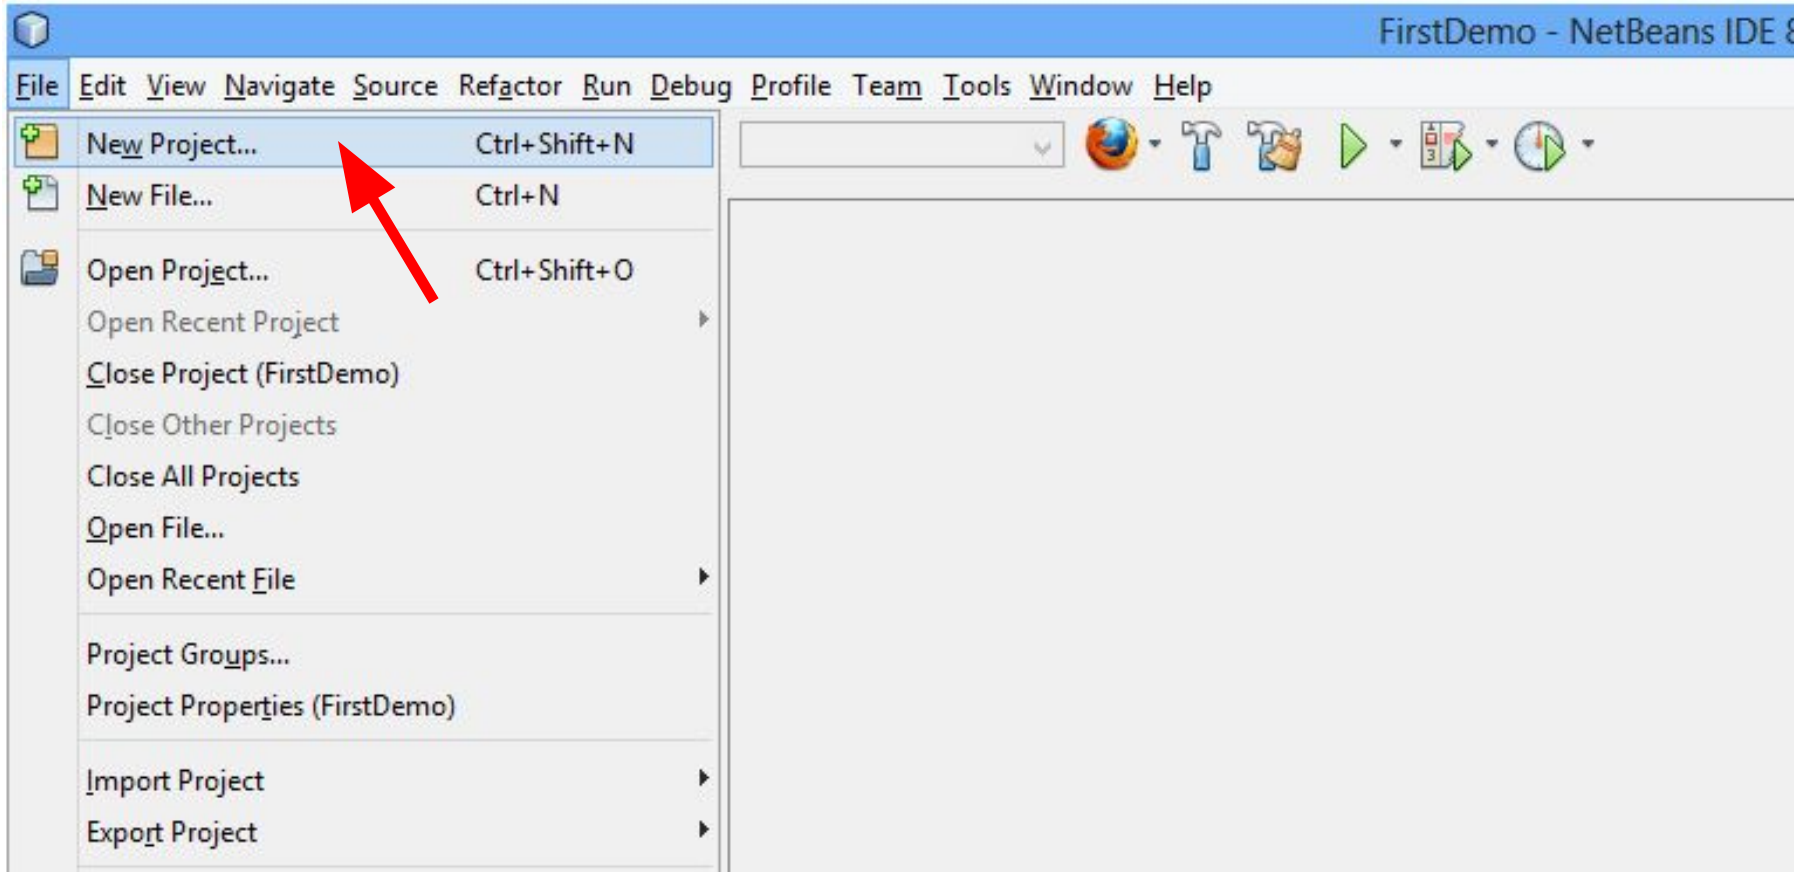 FirstDemo - NetBeans IDE 8
File Edit View Navigate Source Refactor Run Debug Profile Team Tools Window Help
New Project... Ctrl+Shift+N
New File... Ctrl+N
Open Project... Ctrl+Shift+O
Open Recent Project
Close Project (FirstDemo)
Close Other Projects
Close All Projects
Open File...
Open Recent File
Project Groups...
Project Properties (FirstDemo)
Import Project
Export Project